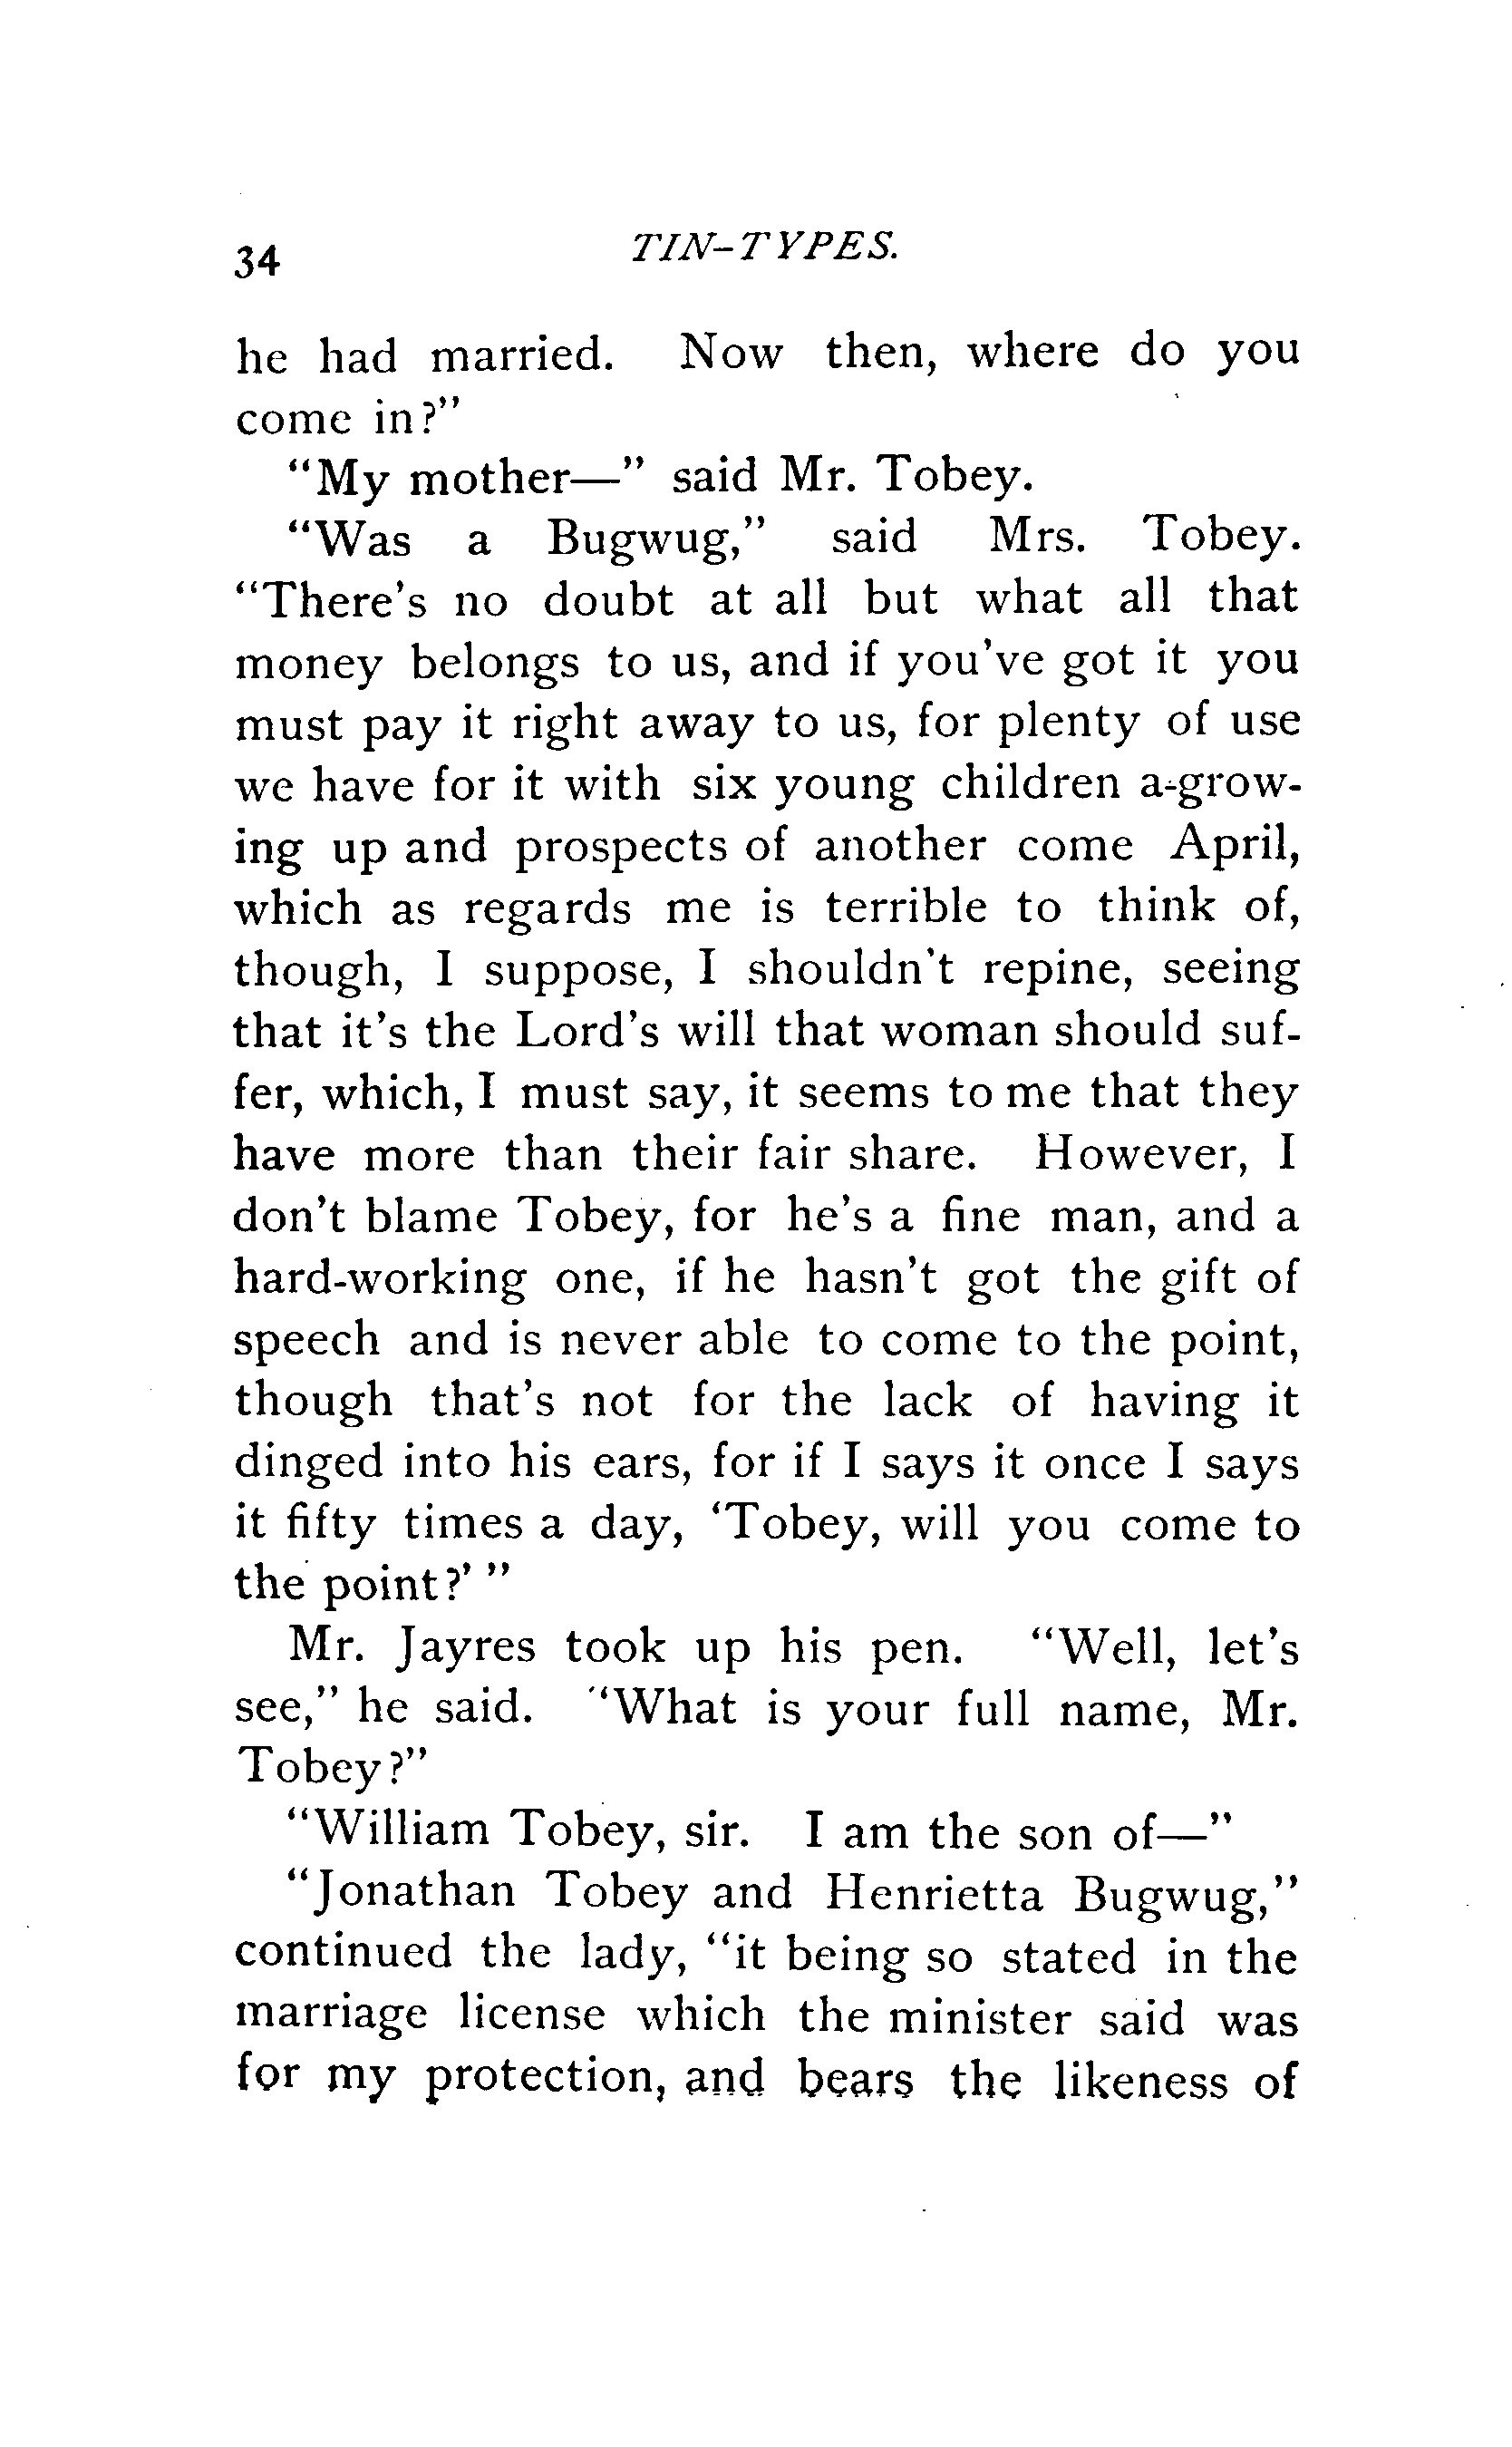 34 TIN-TYPES.
he had married. Now then, where do you
come in?"
"My mother—" said Mr. Tobey.
"Was a Bugwug," said Mrs. Tobey.
"There's no doubt at all but what all that
money belongs to us, and if you've got it you
must pay it right away to us, for plenty of use
we have for it with six young children a-grow-
ing up and prospects of another come April,
which as regards me is terrible to think of,
though, I suppose, I shouldn't repine, seeing
that it's the Lord's will that woman should suf-
fer, which, I must say, it seems to me that they
have more than their fair share. However, I
don't blame Tobey, for he's a fine man, and a
hard-working one, if he hasn't got the gift of
speech and is never able to come to the point,
though that's not for the lack of having it
dinged into his ears, for if I says it once I says
it fifty times a day, 'Tobey, will you come to
the point?' "
Mr. Jayres took up his pen. "Well, let's
see," he said. "What is your full name, Mr.
Tobey?"
"William Tobey, sir. I am the son of—"
"Jonathan Tobey and Henrietta Bugwug,"
continued the lady, "it being so stated in the
marriage license which the minister said was
for my protection, and bears the likeness of